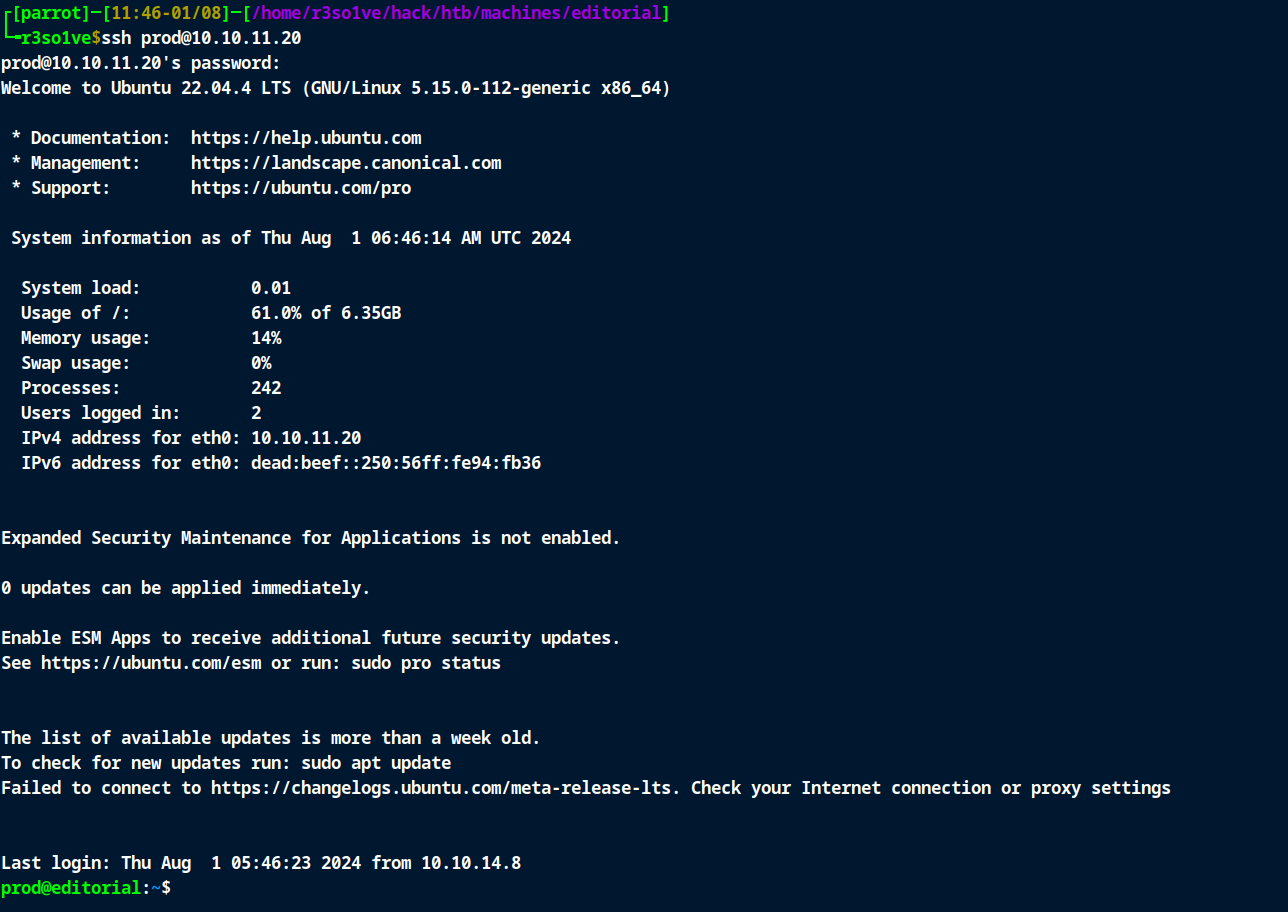 ┌[parrot]─[11:46-01/08]─[/home/r3so1ve/hack/htb/machines/editorial]
└╼r3so1ve$ssh prod@10.10.11.20
prod@10.10.11.20's password:
Welcome to Ubuntu 22.04.4 LTS (GNU/Linux 5.15.0-112-generic x86_64)
* Documentation:  https://help.ubuntu.com
* Management:     https://landscape.canonical.com
* Support:        https://ubuntu.com/pro
System information as of Thu Aug  1 06:46:14 AM UTC 2024
System load:           0.01
Usage of /:            61.0% of 6.35GB
Memory usage:          14%
Swap usage:            0%
Processes:             242
Users logged in:       2
IPv4 address for eth0: 10.10.11.20
IPv6 address for eth0: dead:beef::250:56ff:fe94:fb36
Expanded Security Maintenance for Applications is not enabled.
0 updates can be applied immediately.
Enable ESM Apps to receive additional future security updates.
See https://ubuntu.com/esm or run: sudo pro status
The list of available updates is more than a week old.
To check for new updates run: sudo apt update
Failed to connect to https://changelogs.ubuntu.com/meta-release-lts. Check your Internet connection or proxy settings
Last login: Thu Aug  1 05:46:23 2024 from 10.10.14.8
prod@editorial:~$